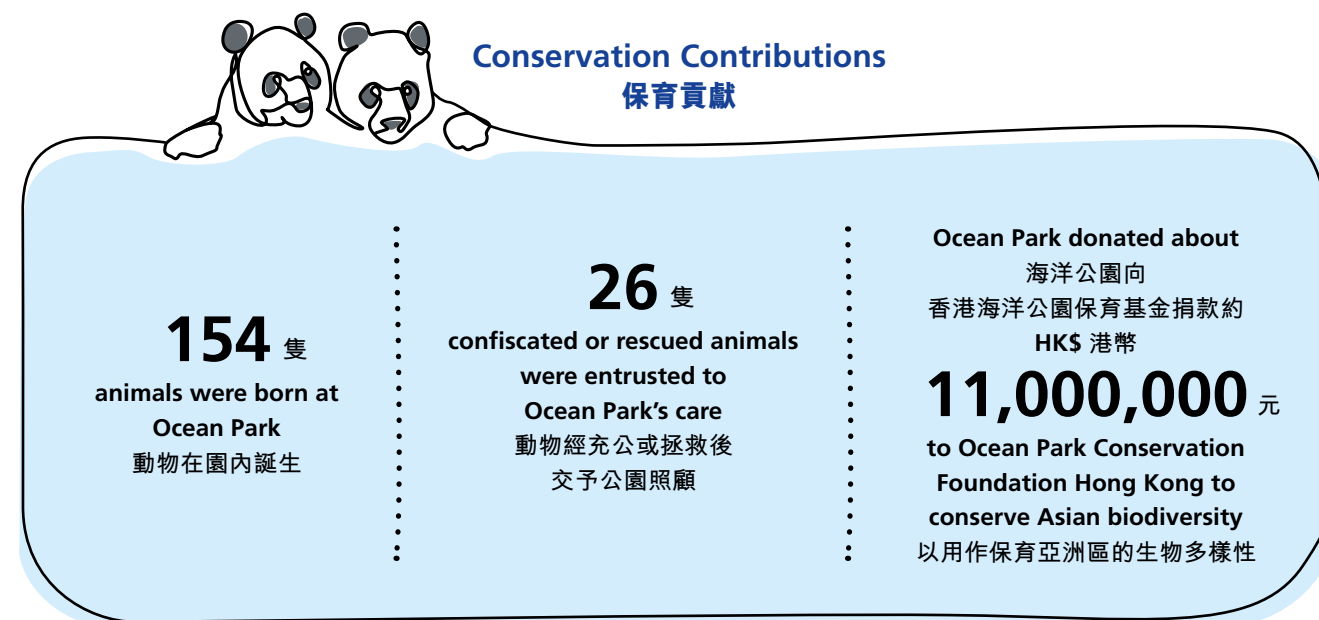 Conservation Contributions
保育貢獻
154 隻
animals were born at
Ocean Park
動物在園內誕生
26 隻
confiscated or rescued animals
were entrusted to
Ocean Park's care
動物經充公或拯救後
交予公園照顧
Ocean Park donated about
海洋公園向
香港海洋公園保育基金捐款約
HK$ 港幣
11,000,000 元
to Ocean Park Conservation
Foundation Hong Kong to
conserve Asian biodiversity
以用作保育亞洲區的生物多樣性